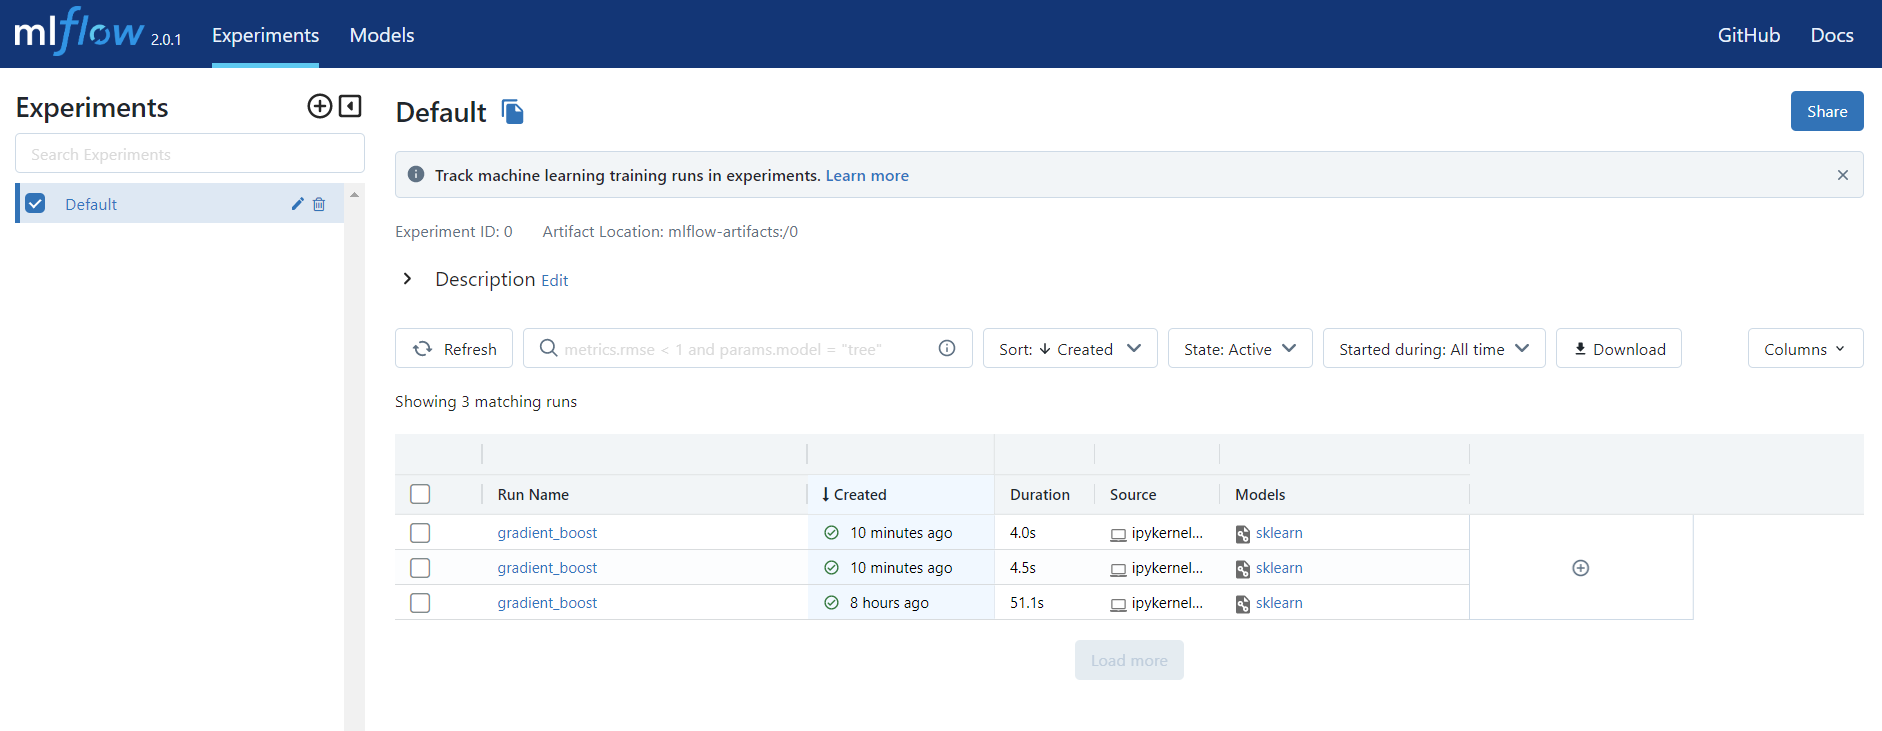 mlflow 2.0.1 Experiments Models GitHub Docs
Experiments
Search Experiments
Default
Default
Share
Track machine learning training runs in experiments. Learn more
Experiment ID: 0 Artifact Location: mlflow-artifacts:/0
Description Edit
Refresh metrics.rmse < 1 and params.model = "tree" Sort: Created State: Active Started during: All time Download Columns
Showing 3 matching runs
Run Name Created Duration Source Models
gradient_boost 10 minutes ago 4.0s ipykernel... sklearn
gradient_boost 10 minutes ago 4.5s ipykernel... sklearn
gradient_boost 8 hours ago 51.1s ipykernel... sklearn
Load more